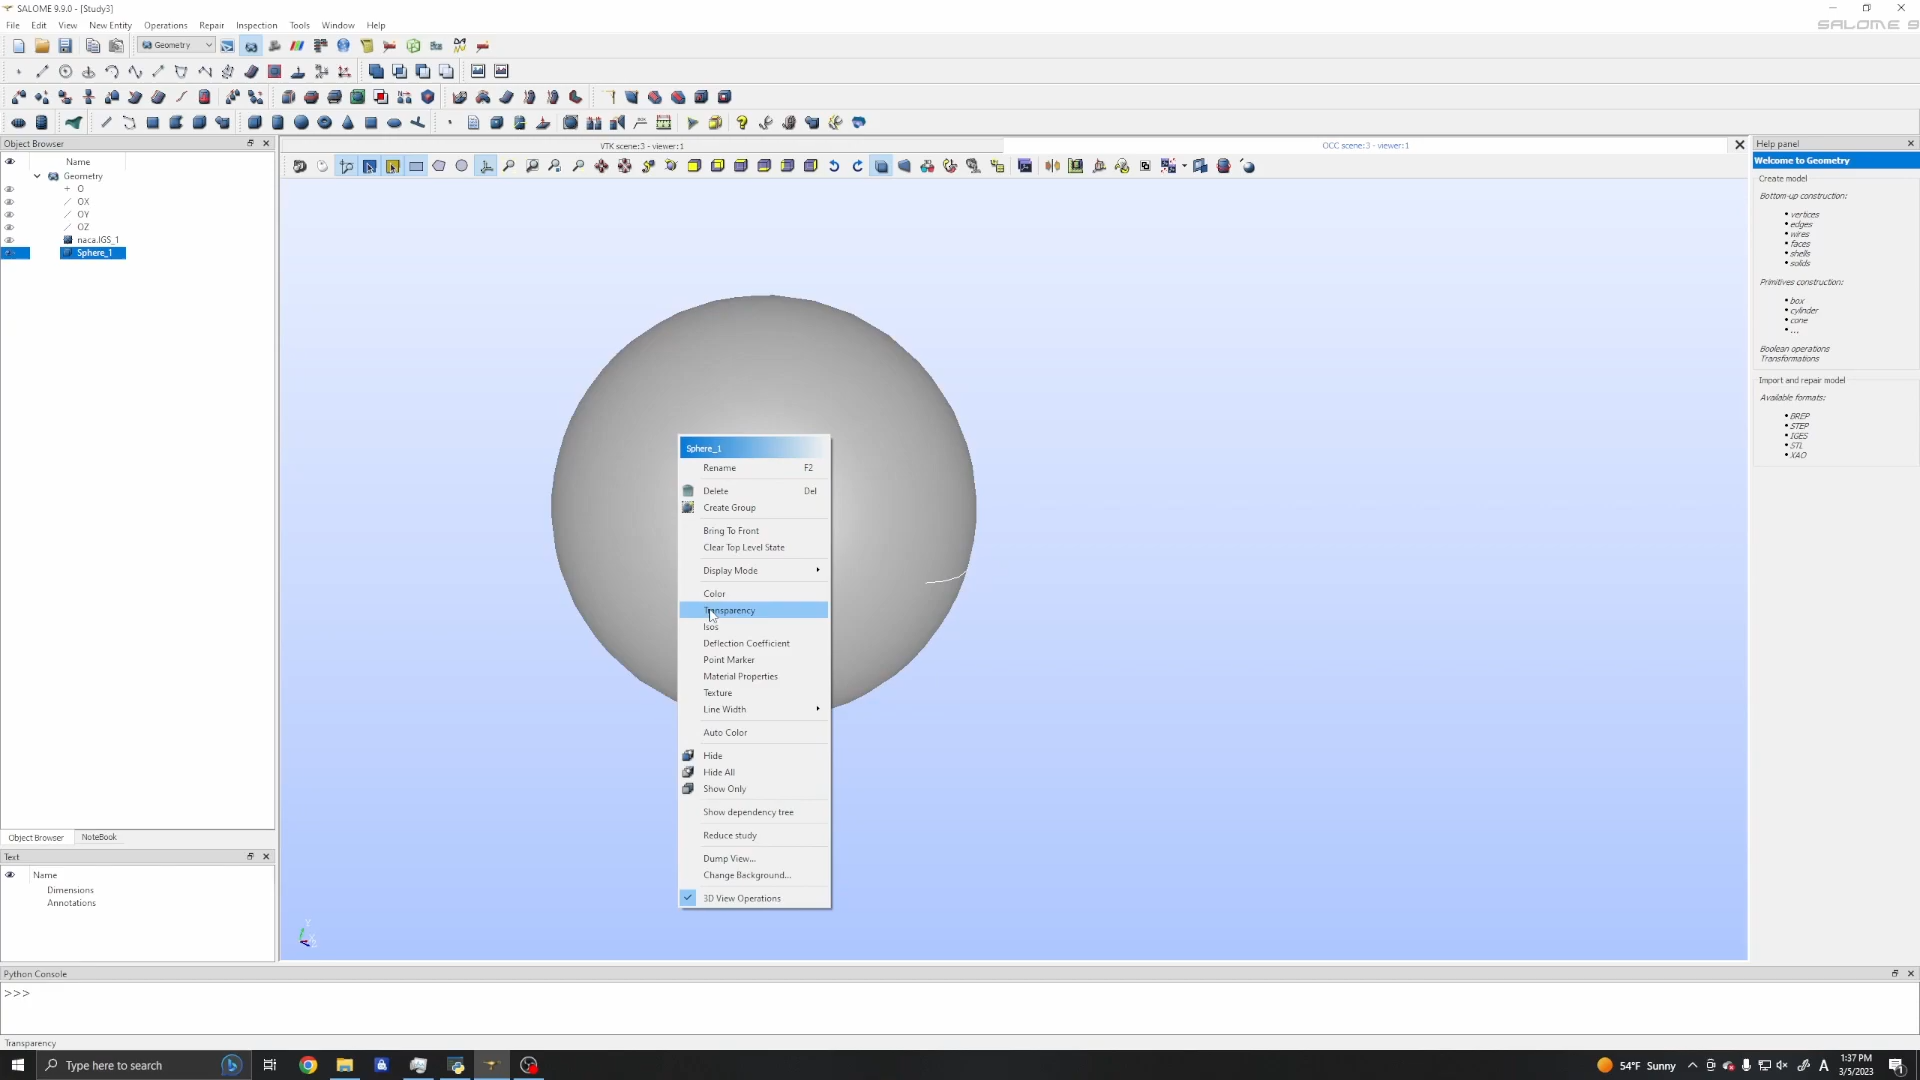 SALOME 9.9.0 - [Study3]
File Edit View New Entity Operations Repair Inspection Tools Window Help
SALOME 9
Geometry
Object Browser
Name
Geometry
O
OX
OY
OZ
naca.IGS_1
Sphere_1
VTK scene:3 - viewer:1
OCC scene:3 - viewer:1
Sphere_1
Rename F2
Delete Del
Create Group
Bring To Front
Clear Top Level State
Display Mode
Color
Transparency
Isos
Deflection Coefficient
Point Marker
Material Properties
Texture
Line Width
Auto Color
Hide
Hide All
Show Only
Show dependency tree
Reduce study
Dump View...
Change Background...
3D View Operations
Help panel
Welcome to Geometry
Create model
Bottom-up construction:
• vertices
• edges
• wires
• faces
• shells
• solids
Primitives construction:
• box
• cylinder
• cone
• ...
Boolean operations
Transformations
Import and repair model
Available formats:
• BREP
• STEP
• IGES
• STL
• XAO
Object Browser NoteBook
Text
Name
Dimensions
Annotations
Python Console
>>>
Transparency
Type here to search
54°F Sunny
A
1:37 PM
3/5/2023